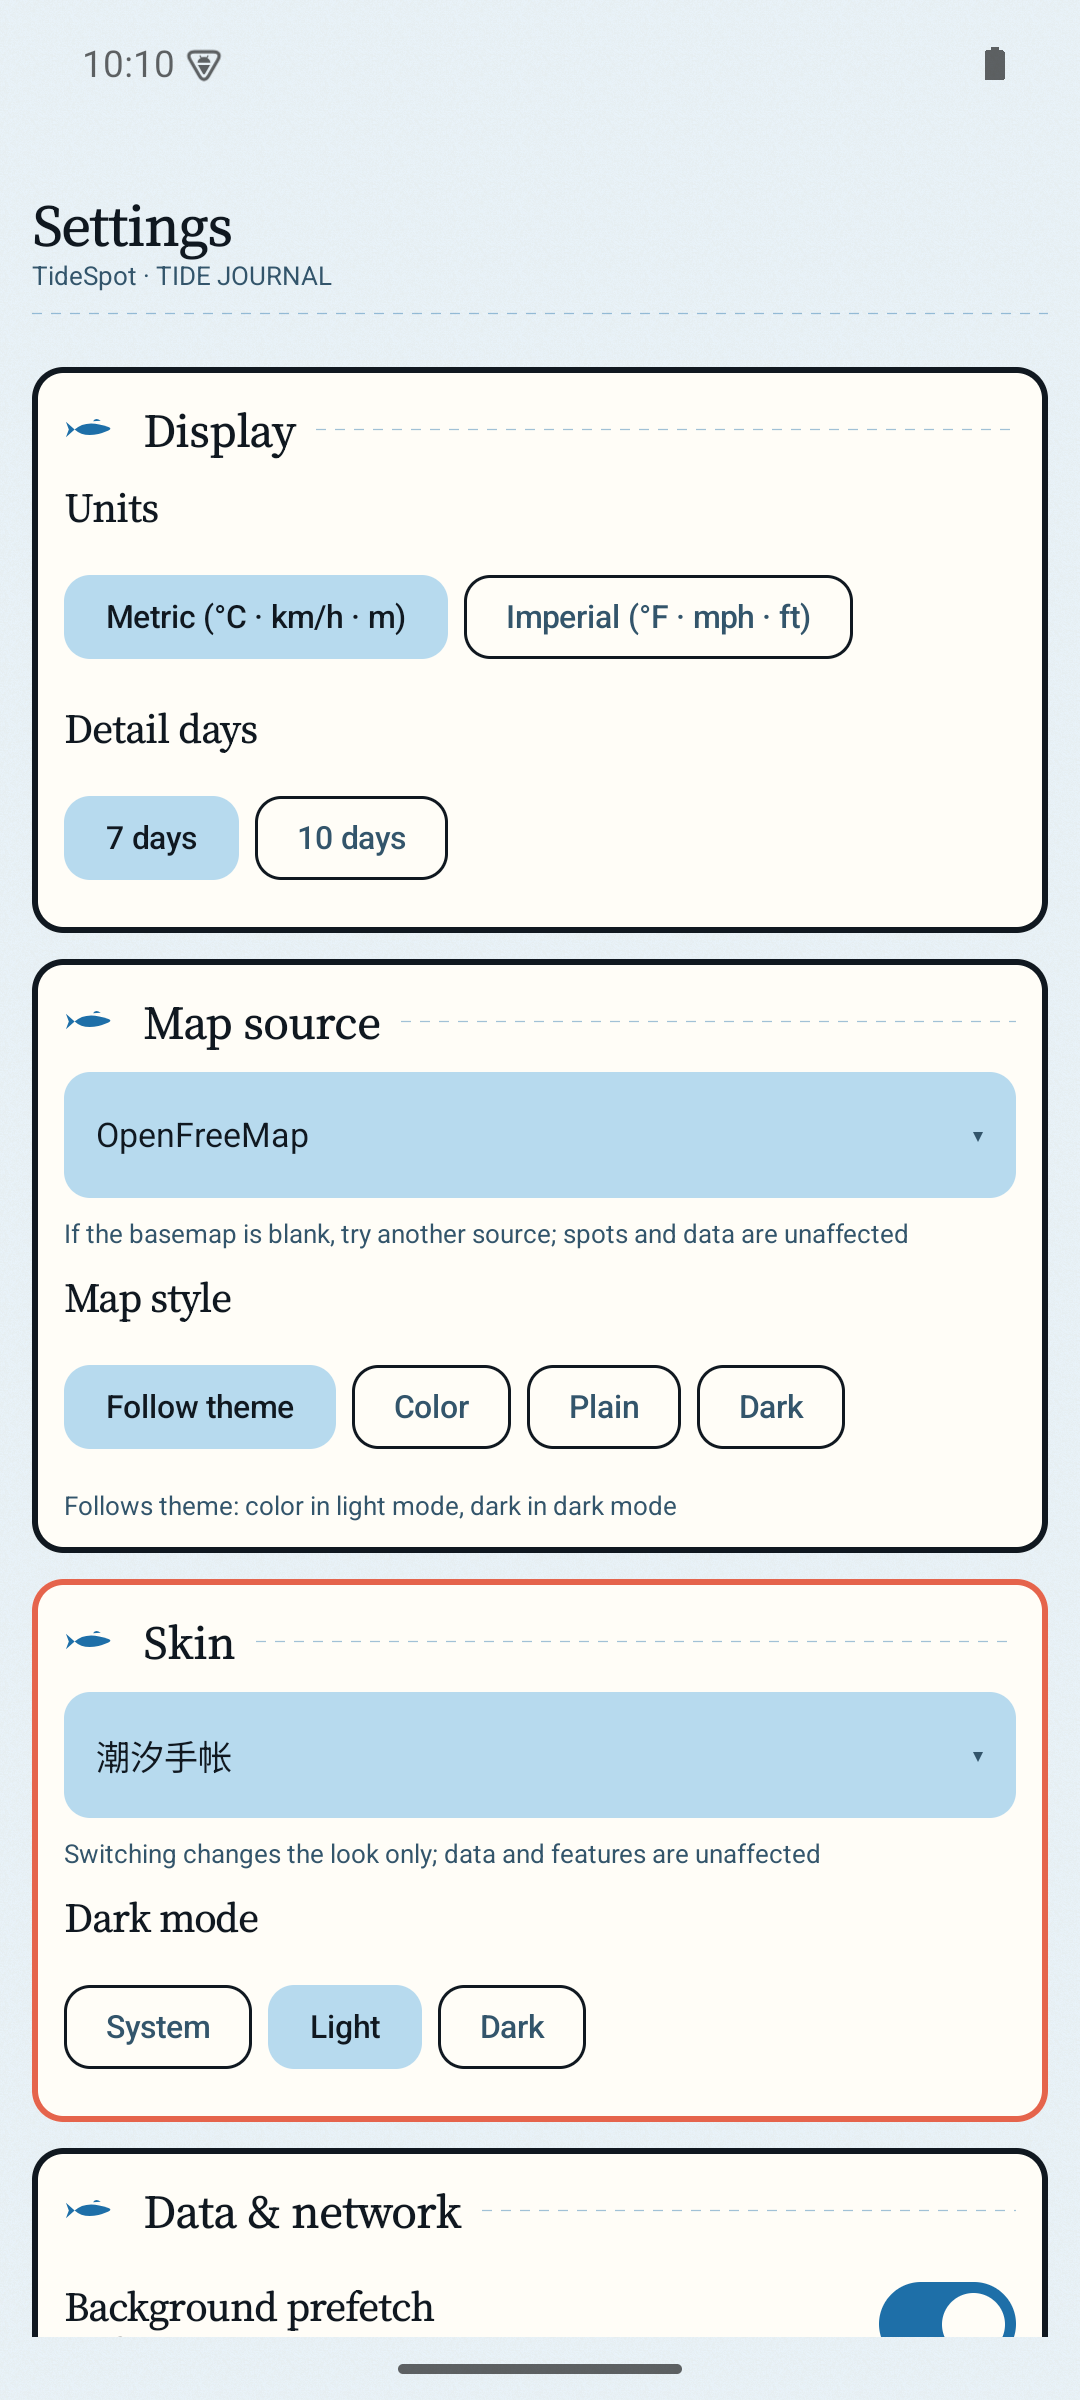 10:10
Settings
TideSpot · TIDE JOURNAL
Display
Units
Metric (°C · km/h · m)
Imperial (°F · mph · ft)
Detail days
7 days
10 days
Map source
OpenFreeMap
If the basemap is blank, try another source; spots and data are unaffected
Map style
Follow theme
Color
Plain
Dark
Follows theme: color in light mode, dark in dark mode
Skin
潮汐手帐
Switching changes the look only; data and features are unaffected
Dark mode
System
Light
Dark
Data & network
Background prefetch